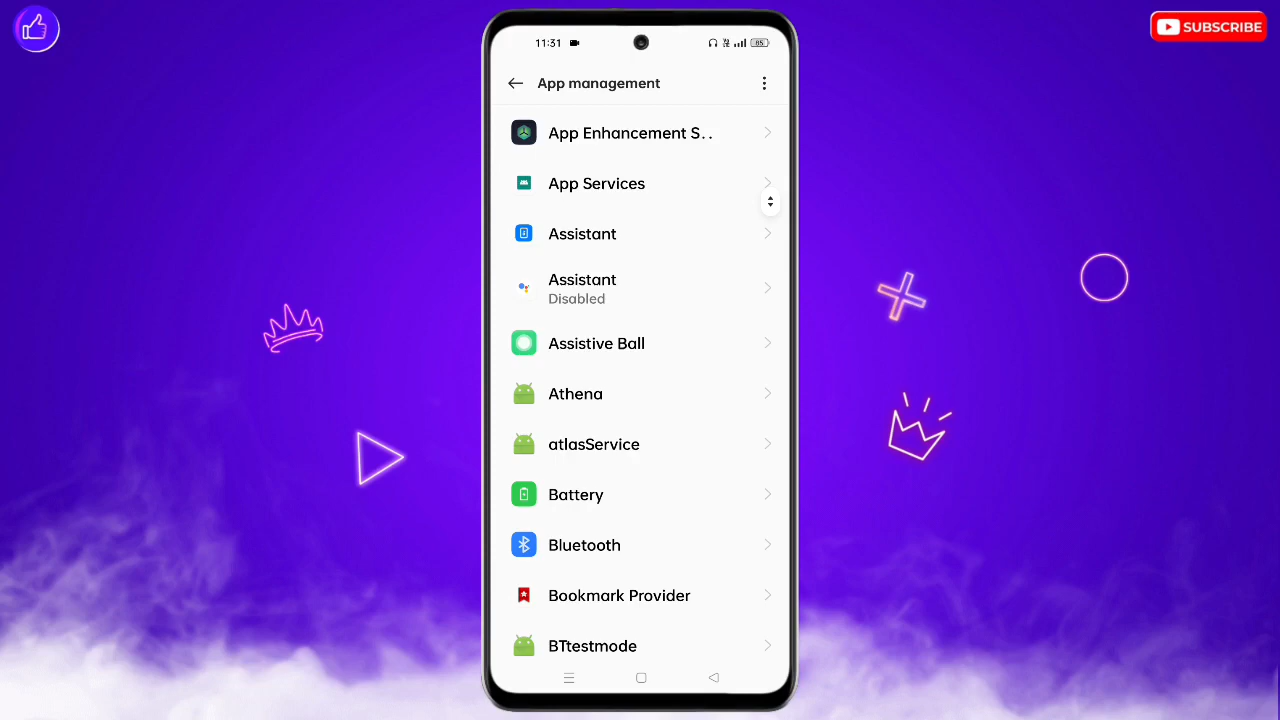 SUBSCRIBE
11:31
85
App management
App Enhancement S..
App Services
Assistant
Assistant
Disabled
Assistive Ball
Athena
atlasService
Battery
Bluetooth
Bookmark Provider
BTtestmode